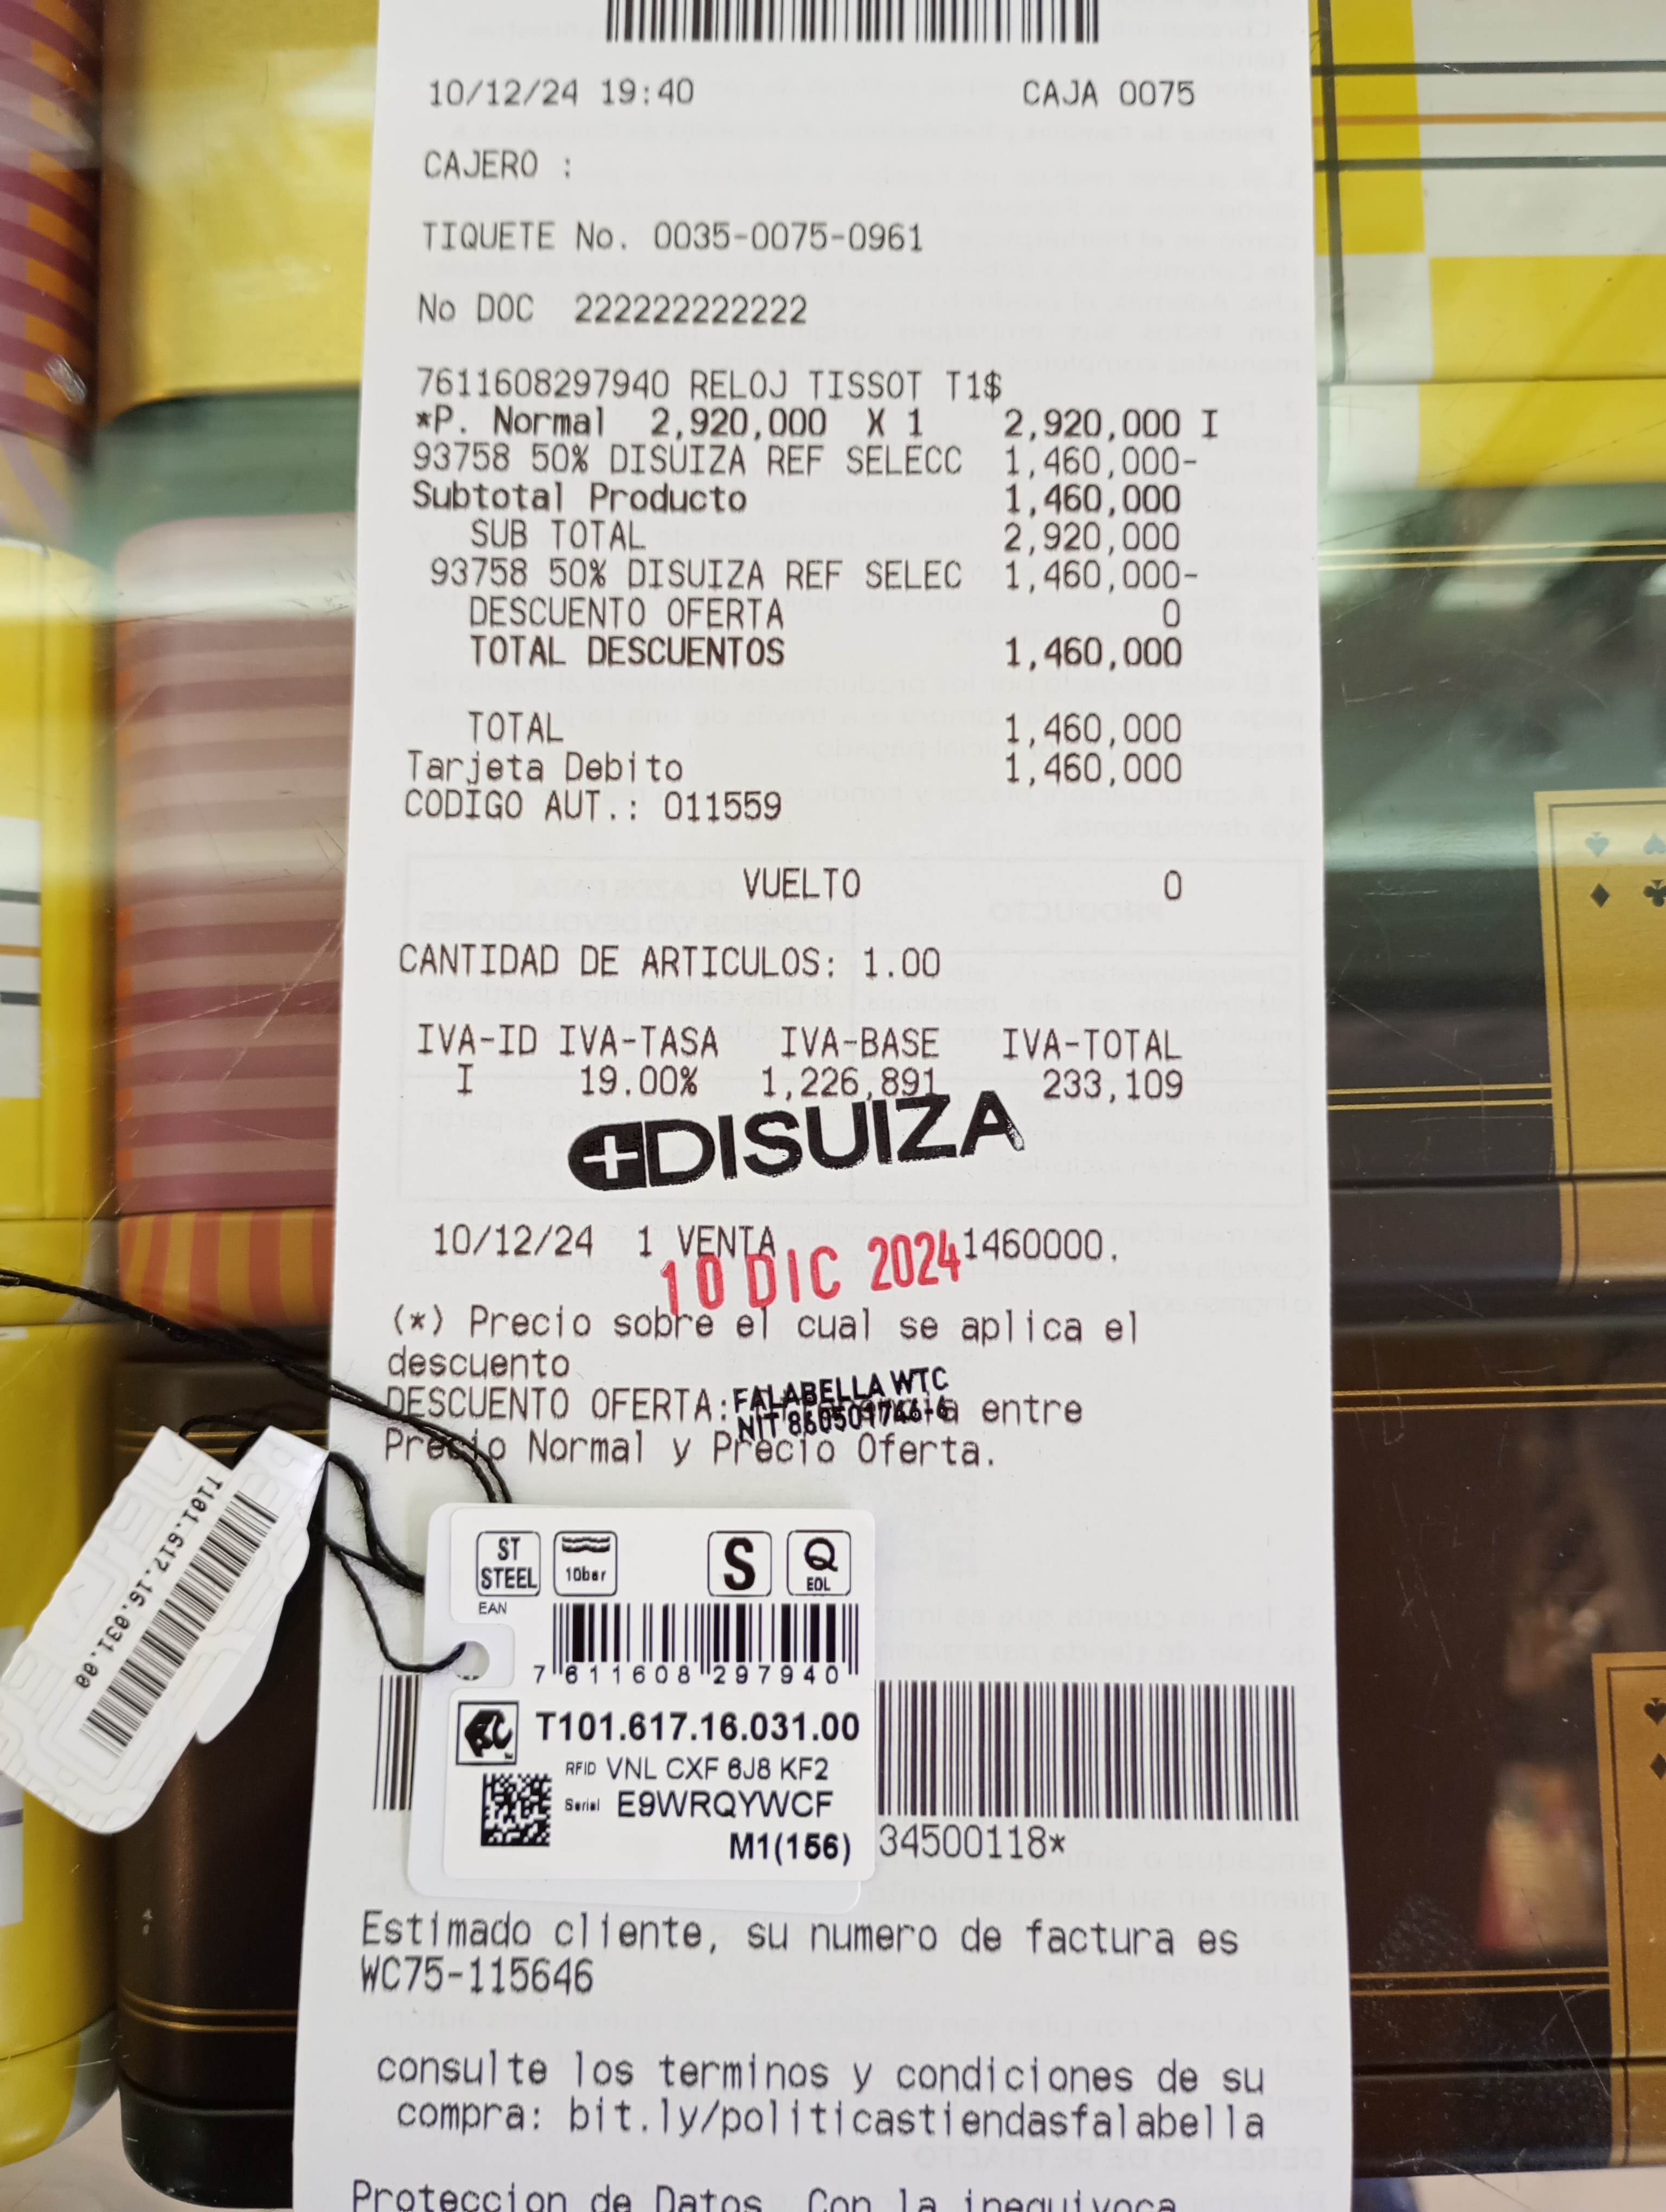 10/12/24 19:40 CAJA 0075
CAJERO :
TIQUETE No. 0035-0075-0961
No DOC 222222222222
7611608297940 RELOJ TISSOT T1$
*P. Normal 2,920,000 X 1 2,920,000 I
93758 50% DISUIZA REF SELECC 1,460,000-
Subtotal Producto 1,460,000
SUB TOTAL 2,920,000
93758 50% DISUIZA REF SELEC 1,460,000-
DESCUENTO OFERTA 0
TOTAL DESCUENTOS 1,460,000
TOTAL 1,460,000
Tarjeta Debito 1,460,000
CODIGO AUT.: 011559
VUELTO 0
CANTIDAD DE ARTICULOS: 1.00
IVA-ID IVA-TASA IVA-BASE IVA-TOTAL
I 19.00% 1,226,891 233,109
DISUIZA
10/12/24 1 VENTA 1460000.
10 DIC 2024
(*) Precio sobre el cual se aplica el
descuento
FALABELLA WTC
NIT
DESCUENTO OFERTA: entre
Precio Normal y Precio Oferta.
T101.617.16.031.00
ST
STEEL
10bar
S
Q
EOL
EAN
7 611608 297940
T101.617.16.031.00
RFID VNL CXF 6J8 KF2
Serial E9WRQYWCF
M1(156)
34500118*
Estimado cliente, su numero de factura es
WC75-115646
consulte los terminos y condiciones de su
compra: bit.ly/politicastiendasfalabella
Proteccion de Datos. Con la inequivoca